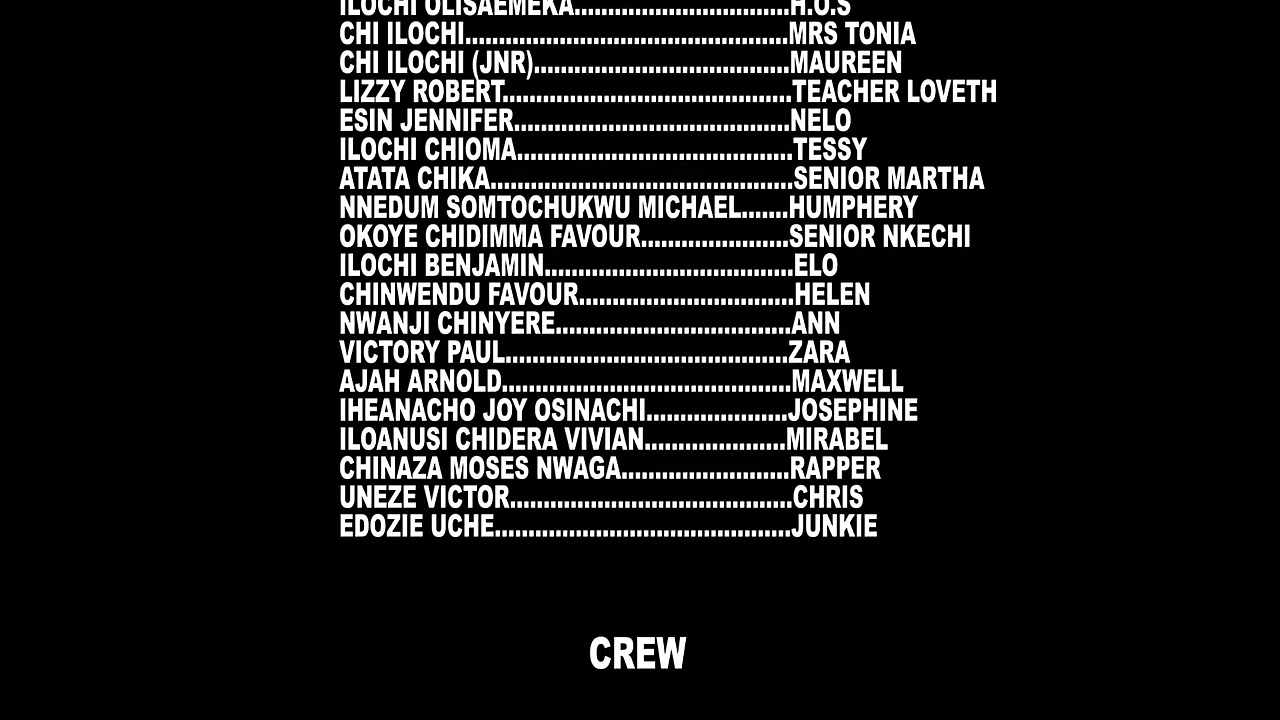 ILOCHI OLISAEMEKA................................H.O.S
CHI ILOCHI................................................MRS TONIA
CHI ILOCHI (JNR)......................................MAUREEN
LIZZY ROBERT...........................................TEACHER LOVETH
ESIN JENNIFER.........................................NELO
ILOCHI CHIOMA.........................................TESSY
ATATA CHIKA.............................................SENIOR MARTHA
NNEDUM SOMTOCHUKWU MICHAEL.......HUMPHERY
OKOYE CHIDIMMA FAVOUR......................SENIOR NKECHI
ILOCHI BENJAMIN.....................................ELO
CHINWENDU FAVOUR................................HELEN
NWANJI CHINYERE...................................ANN
VICTORY PAUL..........................................ZARA
AJAH ARNOLD...........................................MAXWELL
IHEANACHO JOY OSINACHI.....................JOSEPHINE
ILOANUSI CHIDERA VIVIAN.....................MIRABEL
CHINAZA MOSES NWAGA.........................RAPPER
UNEZE VICTOR..........................................CHRIS
EDOZIE UCHE............................................JUNKIE
CREW